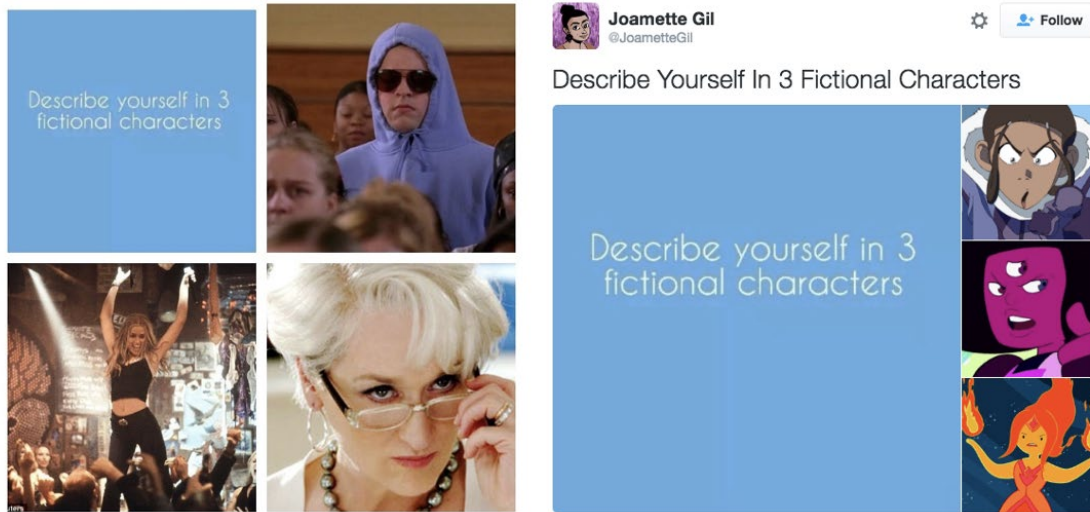 Describe yourself in 3
fictional characters
Joamette Gil
@JoametteGil
Follow
Describe Yourself In 3 Fictional Characters
Describe yourself in 3
fictional characters